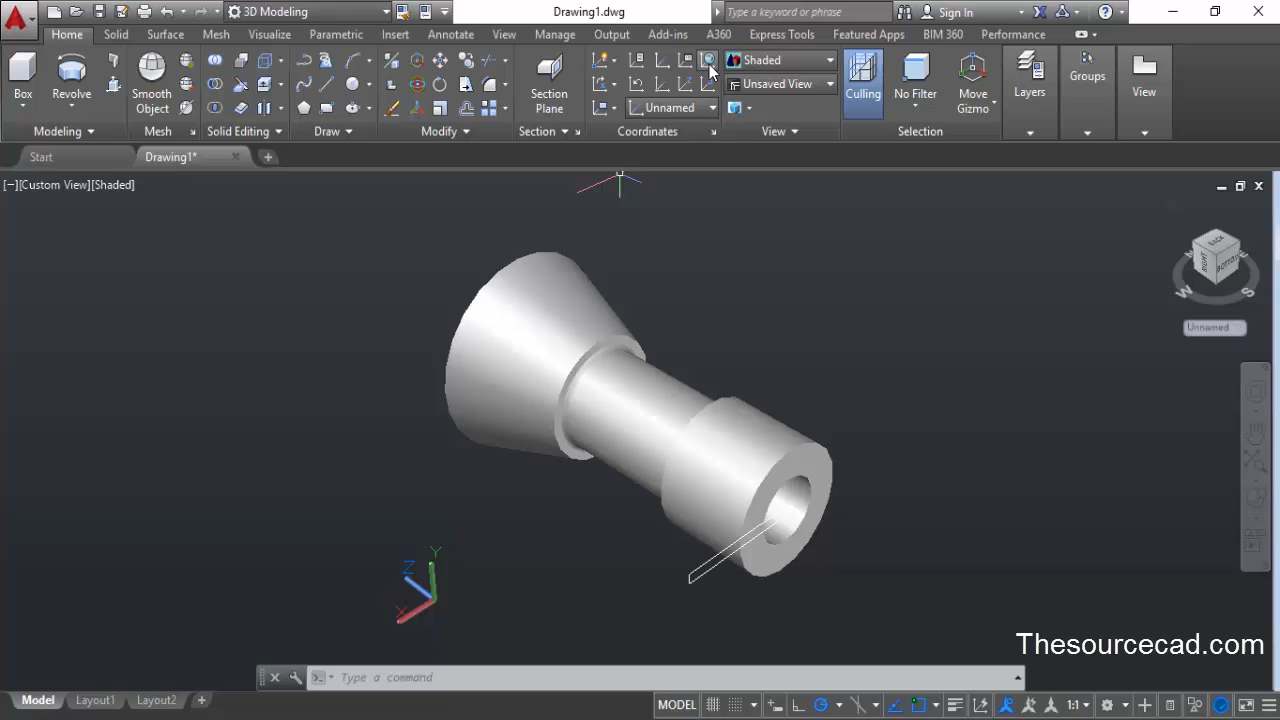 3D Modeling
Drawing1.dwg
Type a keyword or phrase
Sign In
Home Solid Surface Mesh Visualize Parametric Insert Annotate View Manage Output Add-ins A360 Express Tools Featured Apps BIM 360 Performance
Box
Revolve
Smooth Object
Section Plane
Shaded
Unsaved View
Unnamed
Culling
No Filter
Move Gizmo
Layers
Groups
View
Modeling Mesh Solid Editing Draw Modify Section Coordinates View Selection
Start Drawing1*
[−][Custom View][Shaded]
BACK
RIGHT
BOTTOM
W
S
Unnamed
Z
Y
X
Thesourcecad.com
Type a command
Model Layout1 Layout2
MODEL
1:1